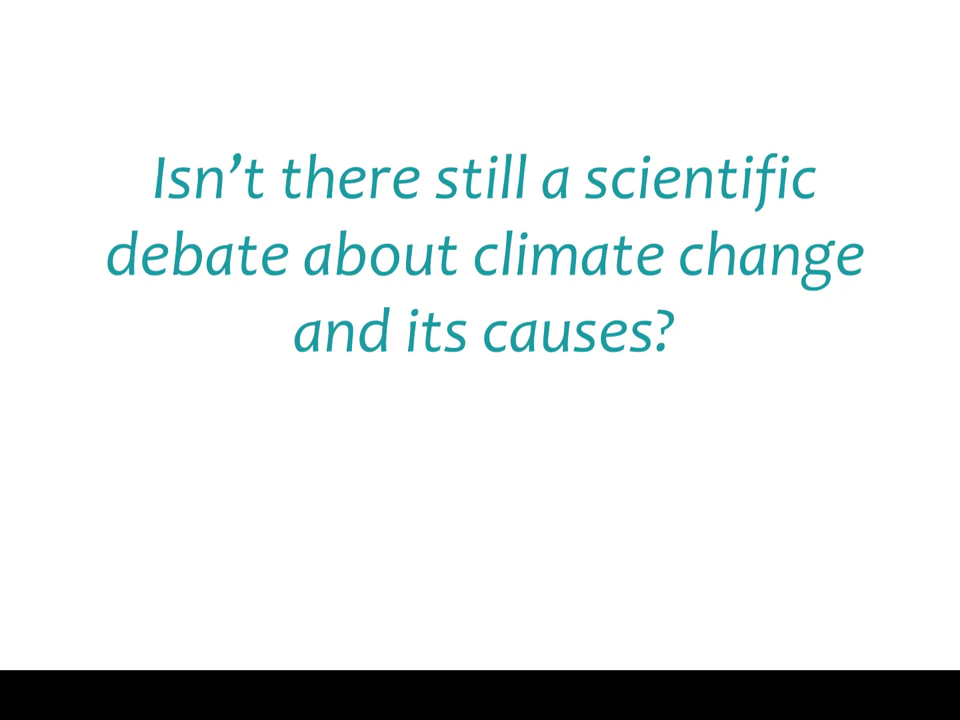 Isn’t there still a scientific
debate about climate change
and its causes?